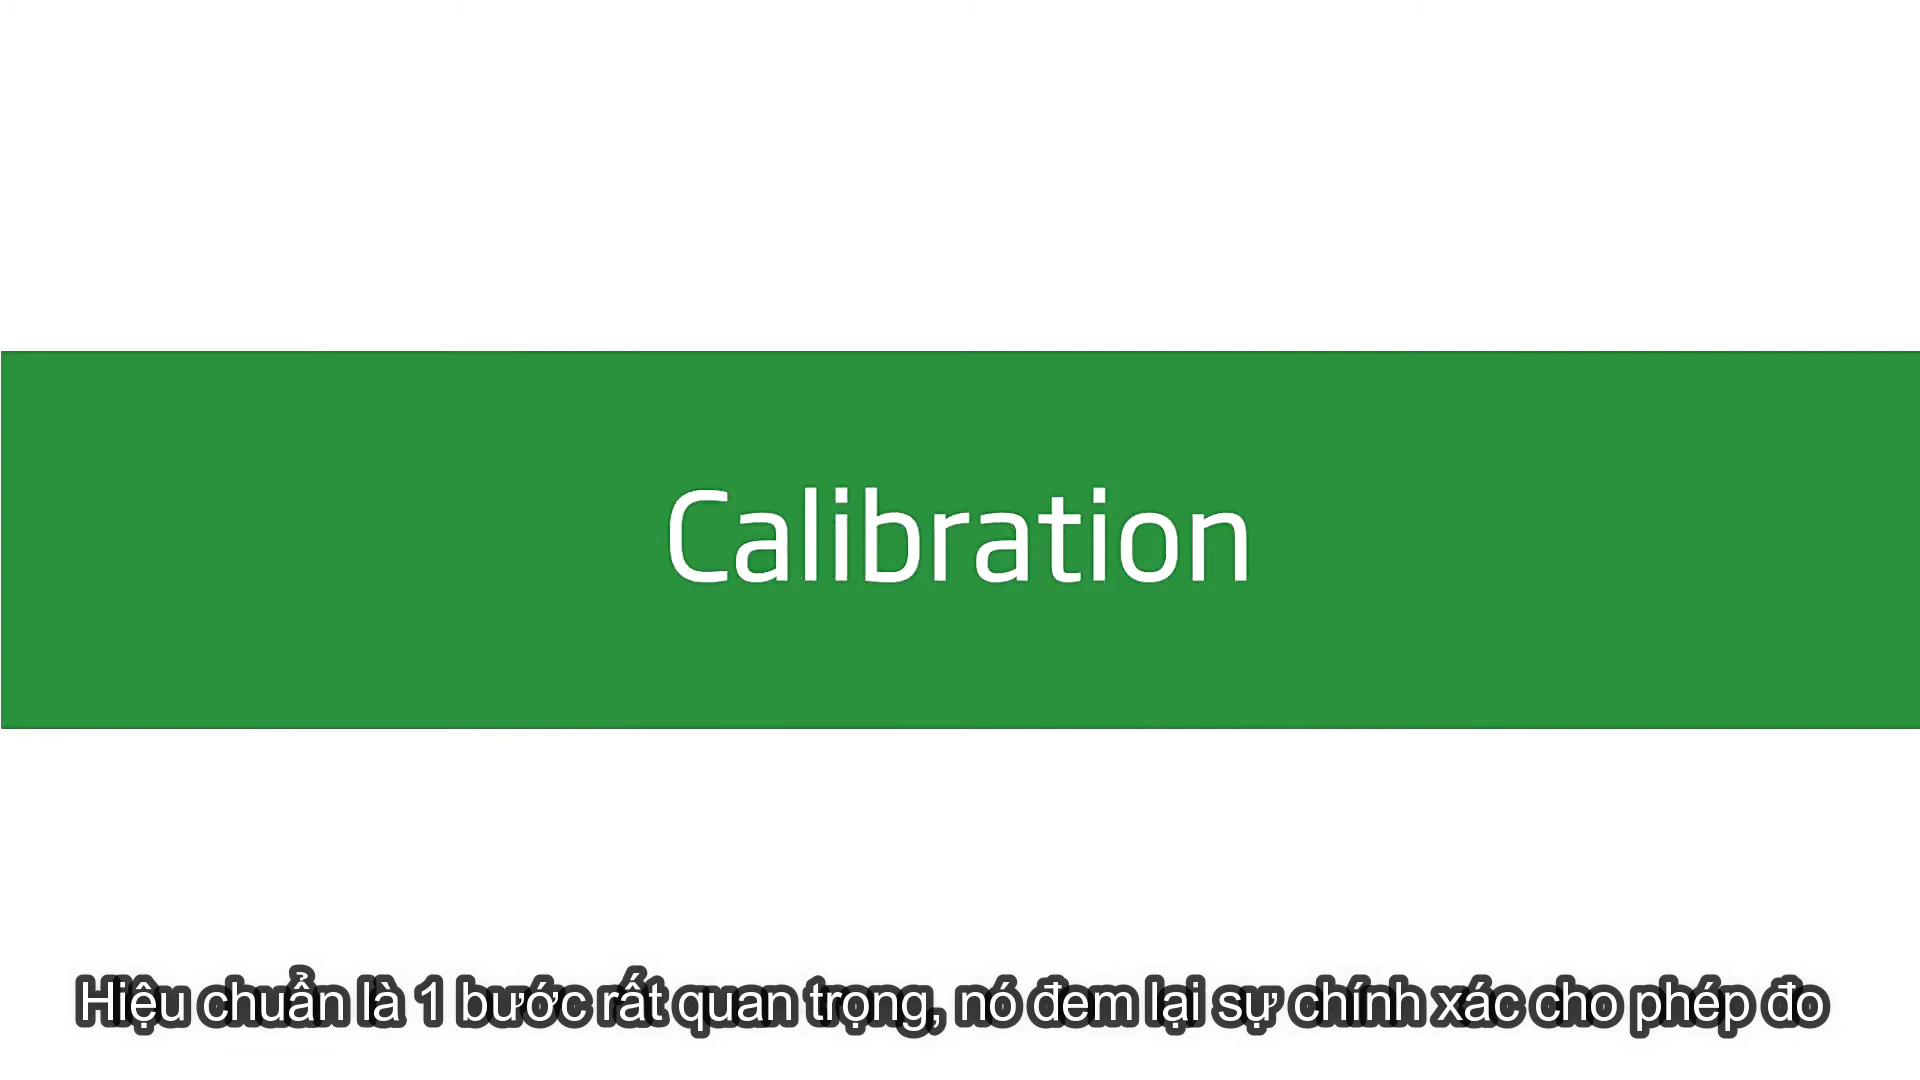 Calibration
Hiệu chuẩn là 1 bước rất quan trọng, nó đem lại sự chính xác cho phép đo